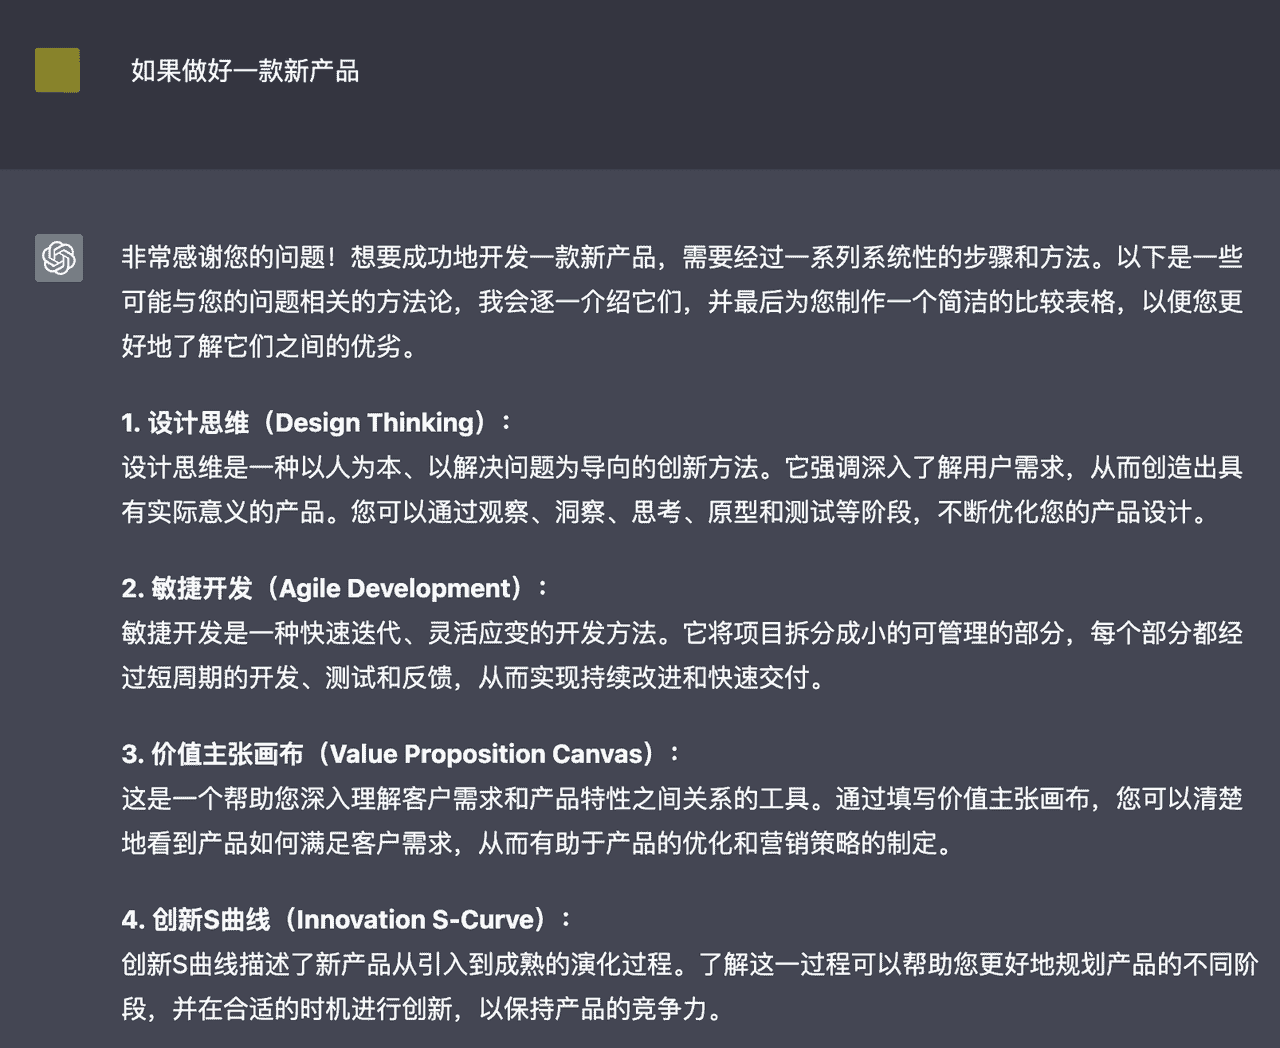 如果做好一款新产品
非常感谢您的问题！想要成功地开发一款新产品，需要经过一系列系统性的步骤和方法。以下是一些
可能与您的问题相关的方法论，我会逐一介绍它们，并最后为您制作一个简洁的比较表格，以便您更
好地了解它们之间的优劣。
1. 设计思维（Design Thinking）：
设计思维是一种以人为本、以解决问题为导向的创新方法。它强调深入了解用户需求，从而创造出具
有实际意义的产品。您可以通过观察、洞察、思考、原型和测试等阶段，不断优化您的产品设计。
2. 敏捷开发（Agile Development）：
敏捷开发是一种快速迭代、灵活应变的开发方法。它将项目拆分成小的可管理的部分，每个部分都经
过短周期的开发、测试和反馈，从而实现持续改进和快速交付。
3. 价值主张画布（Value Proposition Canvas）：
这是一个帮助您深入理解客户需求和产品特性之间关系的工具。通过填写价值主张画布，您可以清楚
地看到产品如何满足客户需求，从而有助于产品的优化和营销策略的制定。
4. 创新S曲线（Innovation S-Curve）：
创新S曲线描述了新产品从引入到成熟的演化过程。了解这一过程可以帮助您更好地规划产品的不同阶
段，并在合适的时机进行创新，以保持产品的竞争力。